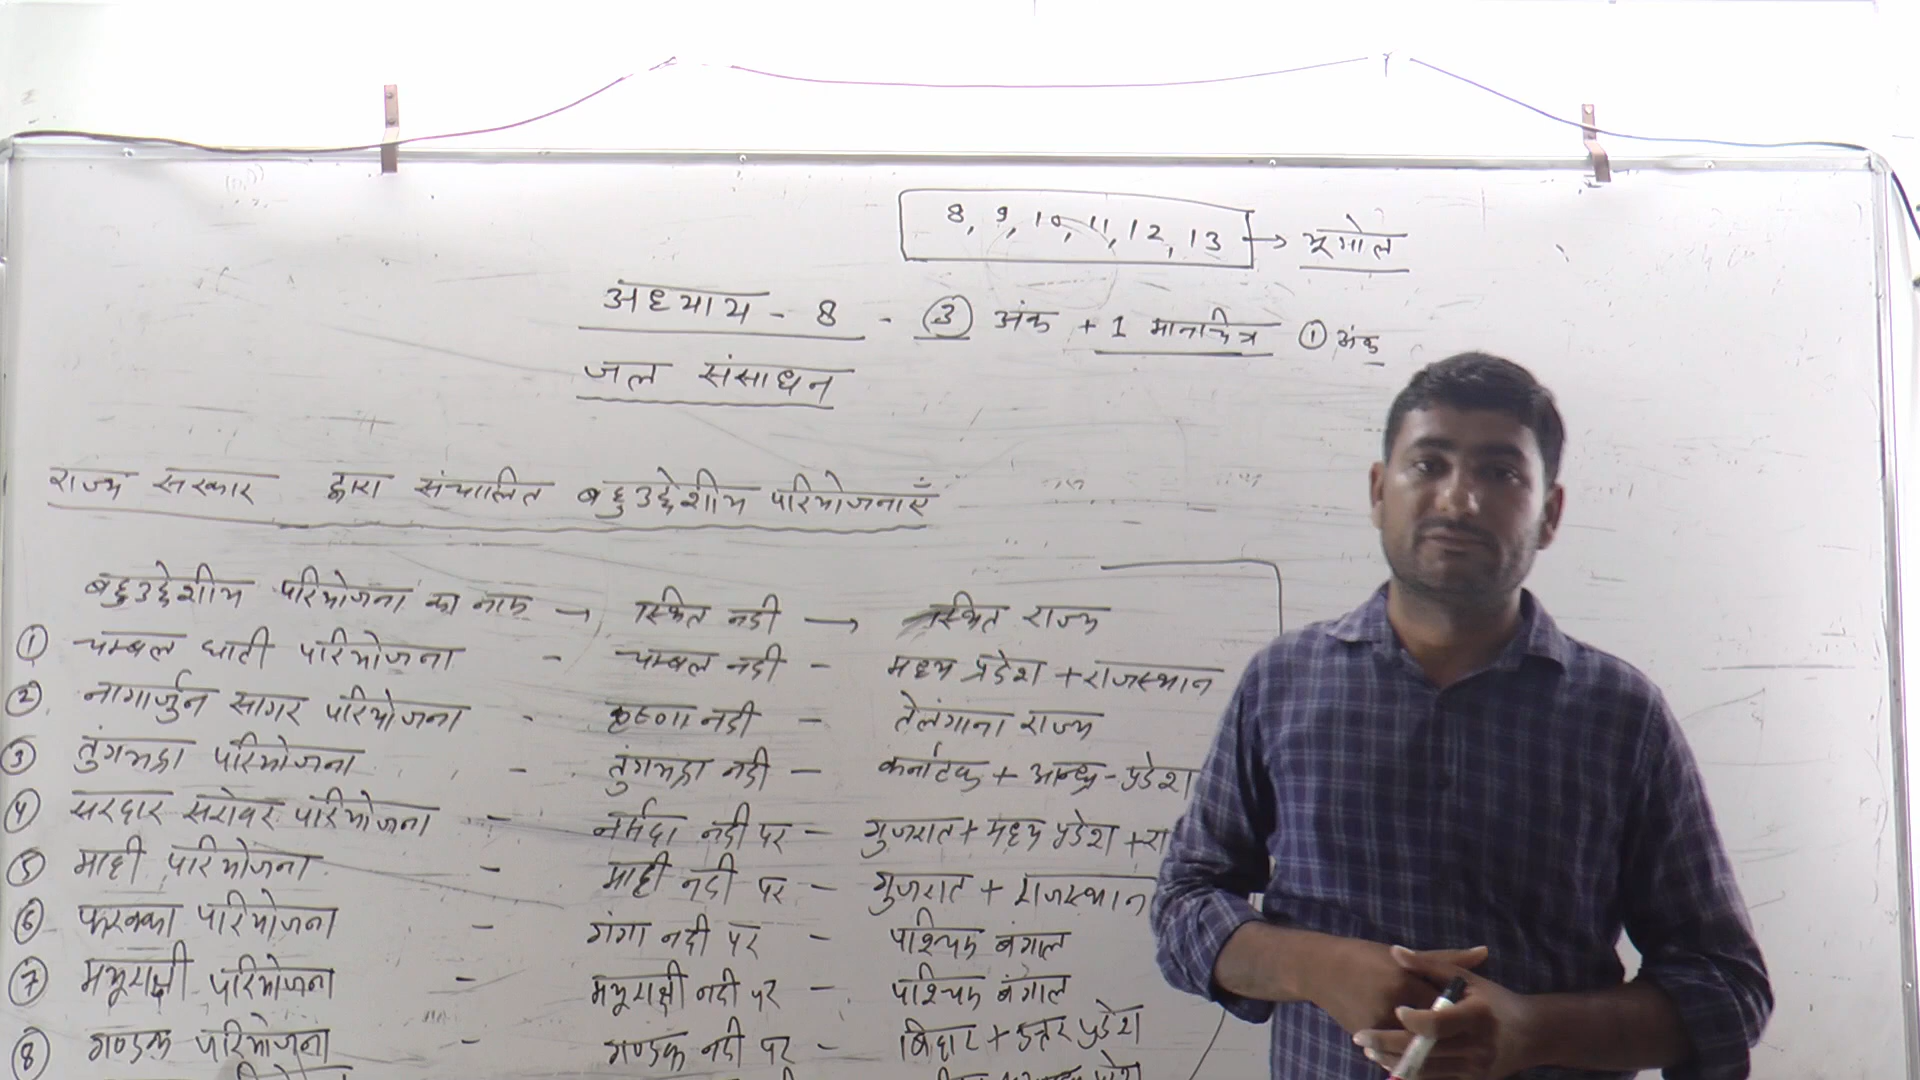 8, 9, 10, 11, 12, 13 → भूगोल
अध्याय - 8 - ③ अंक + 1 मानचित्र ① अंक
जल संसाधन
राज्य सरकार द्वारा संचालित बहुउद्देशीय परियोजनाएँ
बहुउद्देशीय परियोजना का नाम → स्थित नदी → स्थित राज्य
① चम्बल घाटी परियोजना - चम्बल नदी - मध्य प्रदेश + राजस्थान
② नागार्जुन सागर परियोजना - कृष्णा नदी - तेलंगाना राज्य
③ तुंगभद्रा परियोजना - तुंगभद्रा नदी - कर्नाटक + आन्ध्र-प्रदेश
④ सरदार सरोवर परियोजना - नर्मदा नदी पर - गुजरात + मध्य प्रदेश + रा
⑤ माही परियोजना - माही नदी पर - गुजरात + राजस्थान
⑥ फरक्का परियोजना - गंगा नदी पर - पश्चिम बंगाल
⑦ मयूराक्षी परियोजना - मयूराक्षी नदी पर - पश्चिम बंगाल
⑧ गण्डक परियोजना - गण्डक नदी पर - बिहार + उत्तर प्रदेश